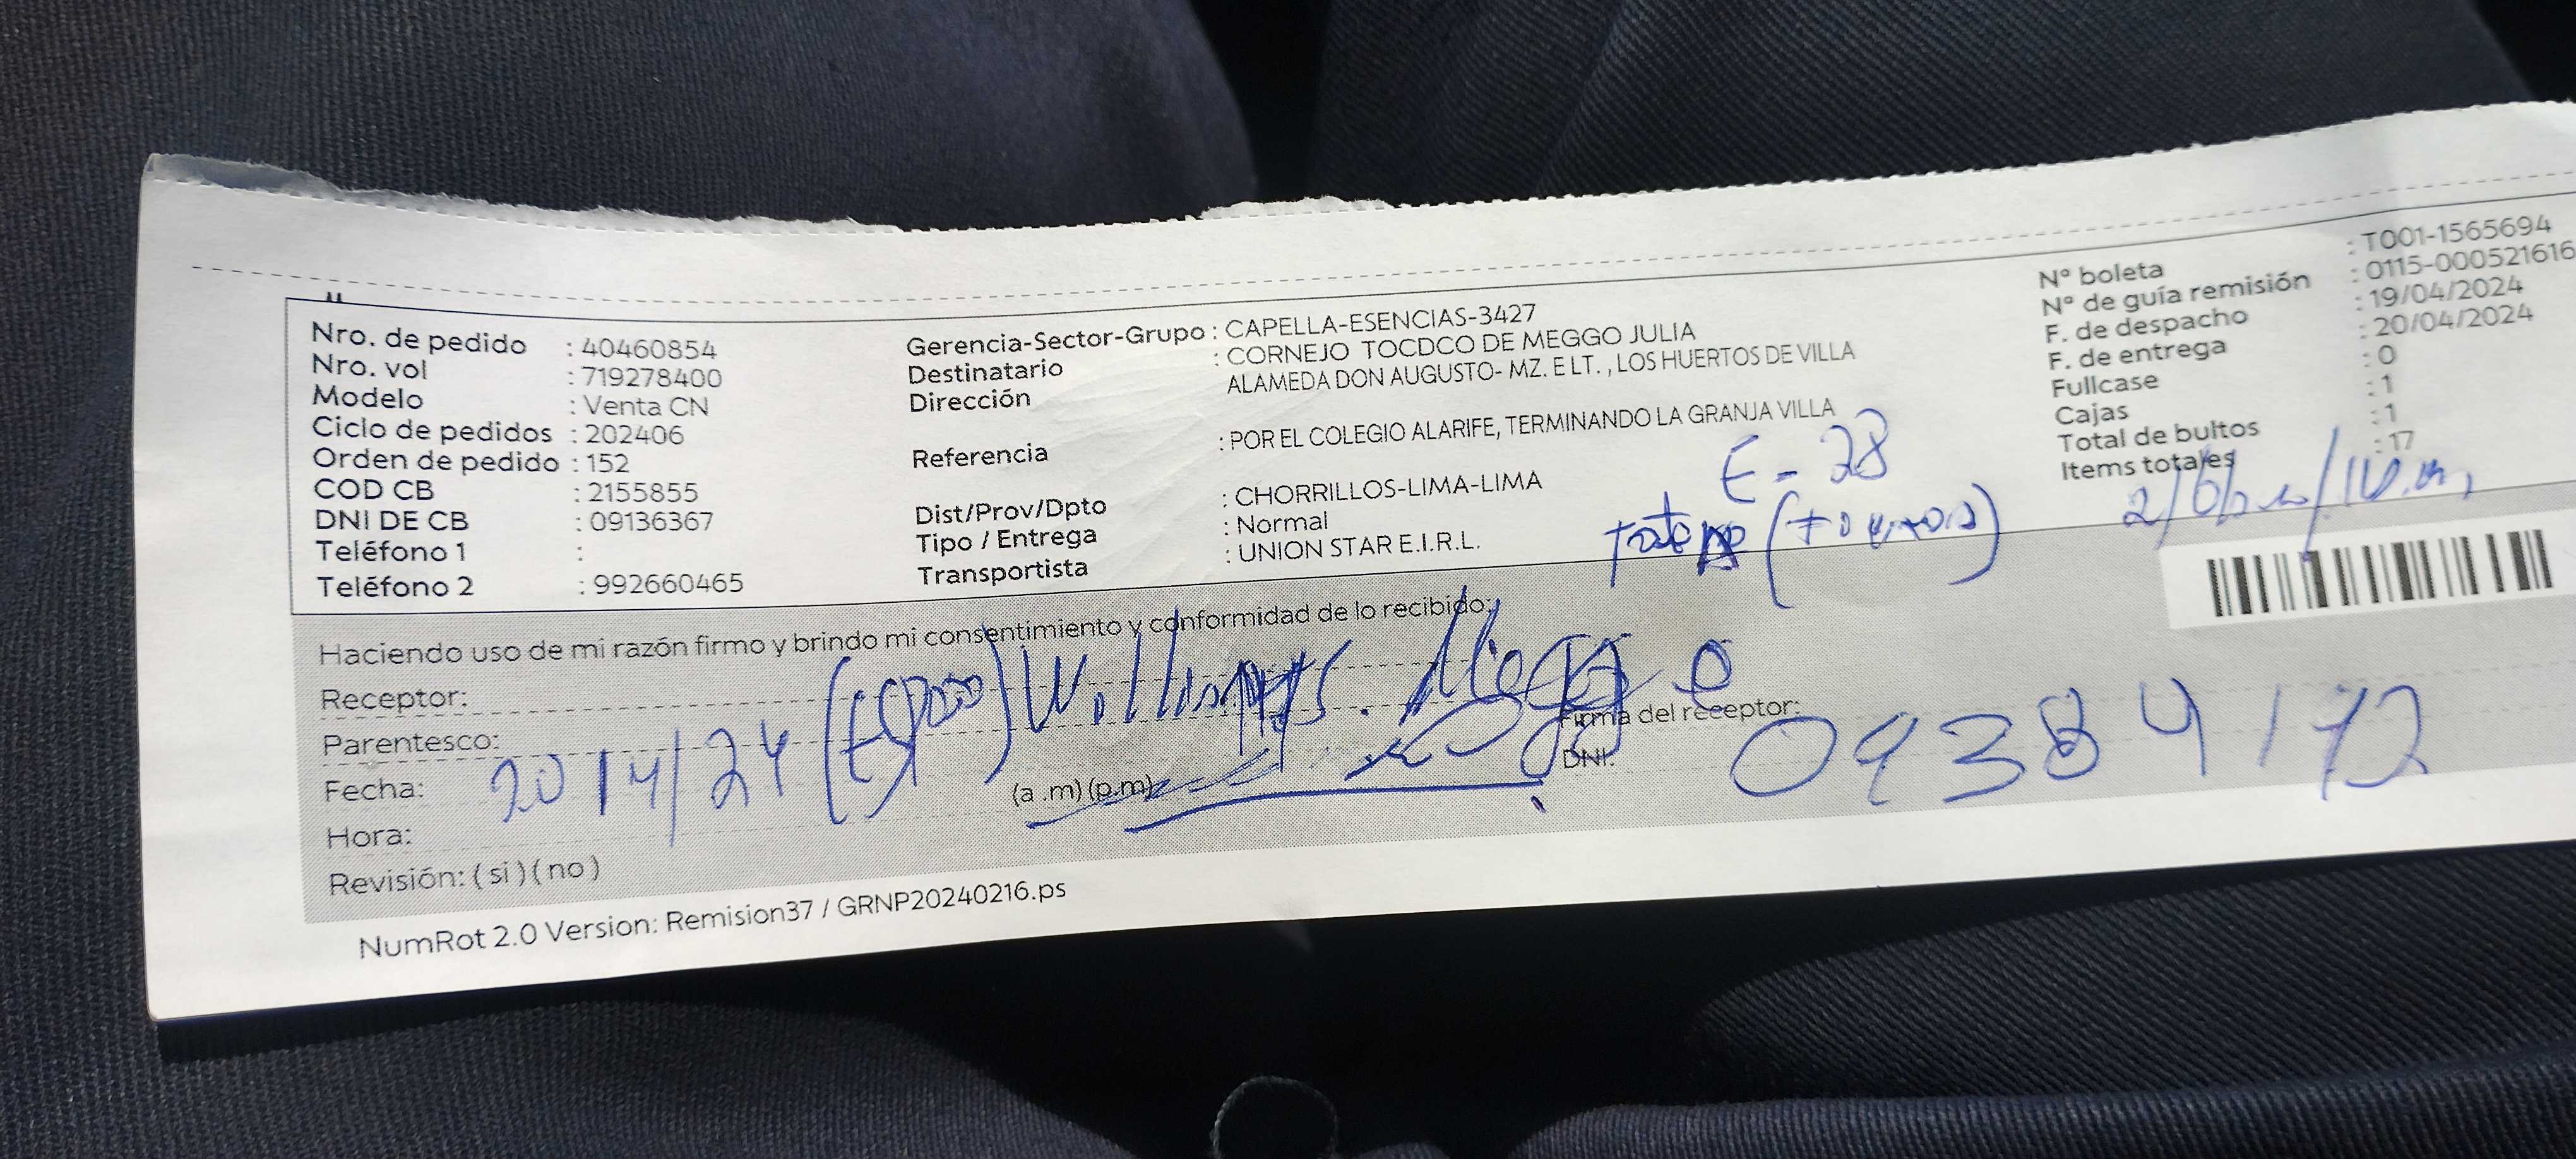 Nro. de pedido : 40460854
Nro. vol : 719278400
Modelo : Venta CN
Ciclo de pedidos : 202406
Orden de pedido : 152
COD CB : 2155855
DNI DE CB : 09136367
Teléfono 1 :
Teléfono 2 : 992660465
Gerencia-Sector-Grupo : CAPELLA-ESENCIAS-3427
Destinatario : CORNEJO TOCDCO DE MEGGO JULIA
Dirección ALAMEDA DON AUGUSTO- MZ. E LT. , LOS HUERTOS DE VILLA
Referencia : POR EL COLEGIO ALARIFE, TERMINANDO LA GRANJA VILLA
Dist/Prov/Dpto : CHORRILLOS-LIMA-LIMA
Tipo / Entrega : Normal
Transportista : UNION STAR E.I.R.L.
E - 28
Nº boleta : T001-1565694
Nº de guía remisión : 0115-000521616
F. de despacho : 19/04/2024
F. de entrega : 20/04/2024
Fullcase : 0
Cajas : 1
Total de bultos : 1
Items totales : 17
Haciendo uso de mi razón firmo y brindo mi consentimiento y conformidad de lo recibido:
Receptor:
Parentesco: (Esposo)
Fecha: 20/4/24
Hora: (a .m) (p.m)
Revisión: ( si ) ( no )
Meggo
Firma del receptor:
DNI: 09384172
NumRot 2.0 Version: Remision37 / GRNP20240216.ps